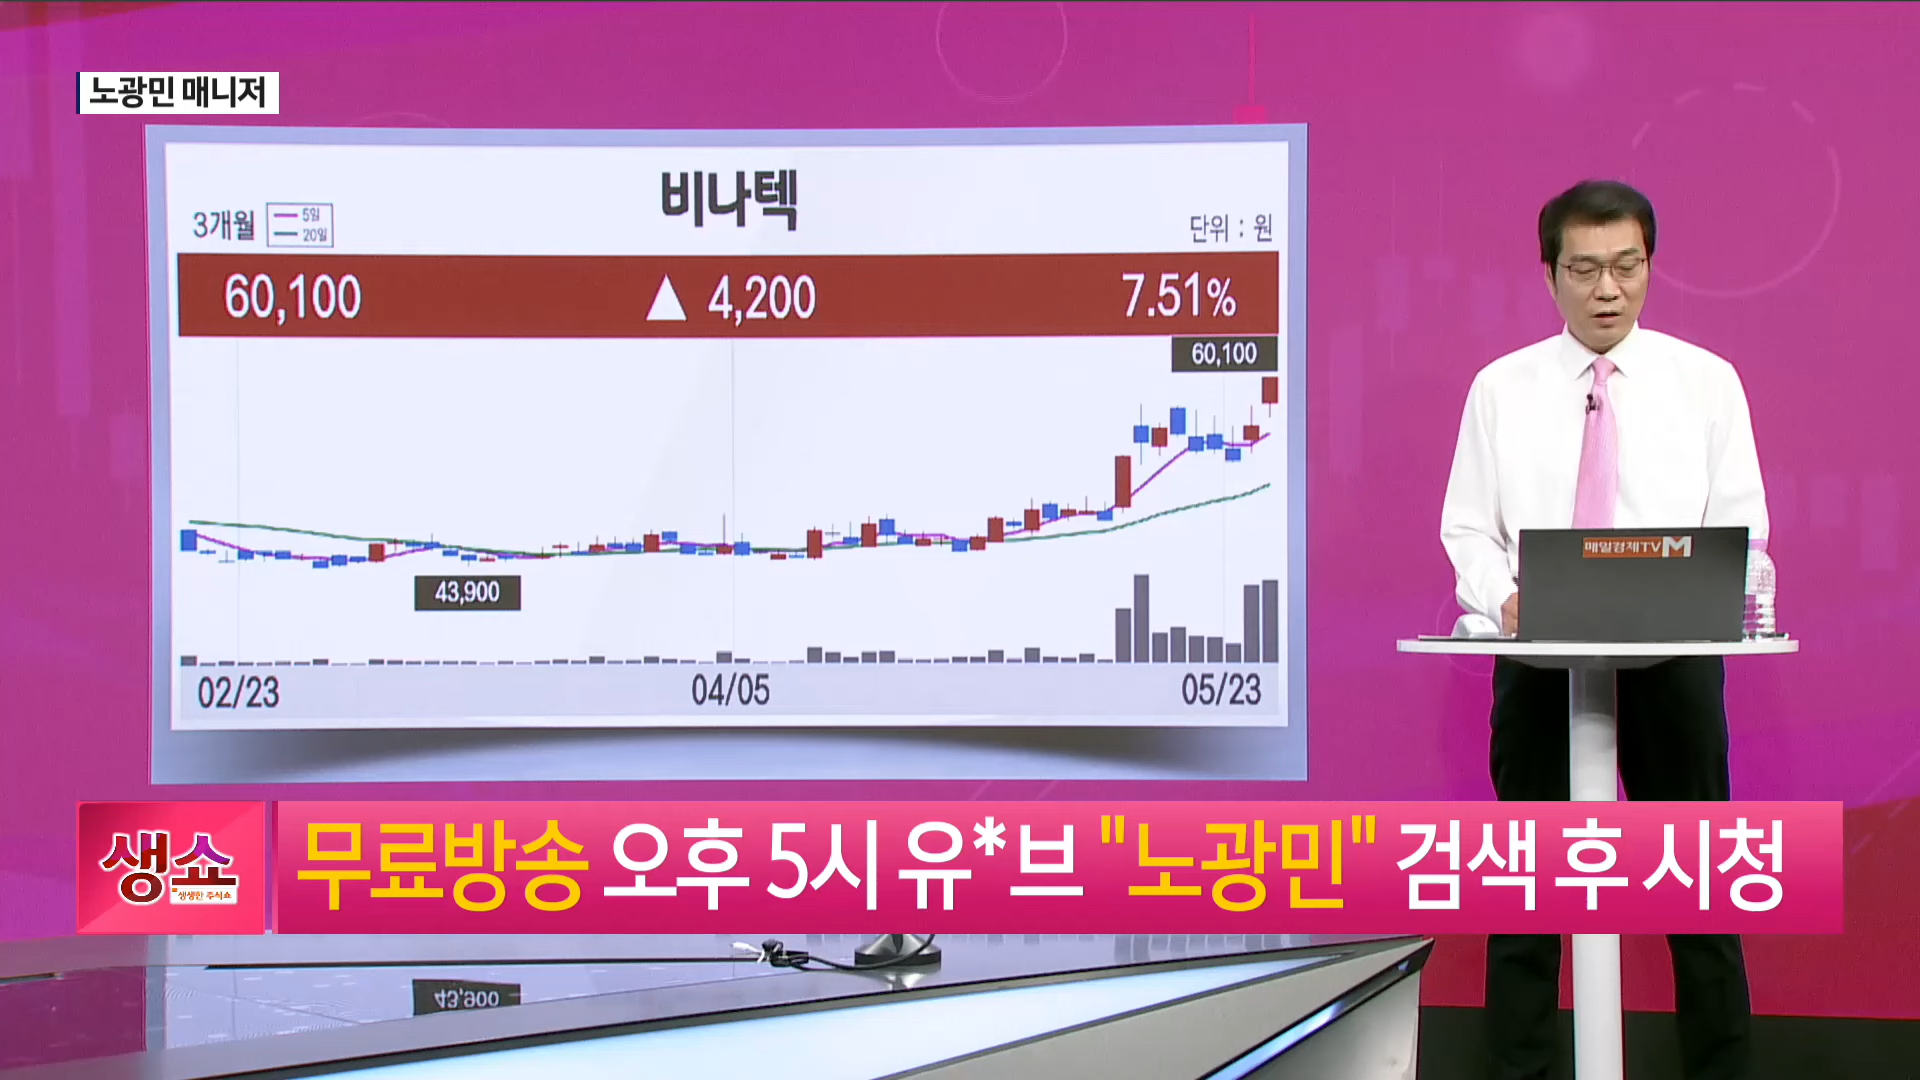 노광민 매니저
비나텍
3개월
5일
20일
단위 : 원
60,100 ▲ 4,200 7.51%
60,100
43,900
02/23 04/05 05/23
매일경제TV M
생쇼
생생한 주식쇼
무료방송 오후 5시 유*브 "노광민" 검색 후 시청
43,900